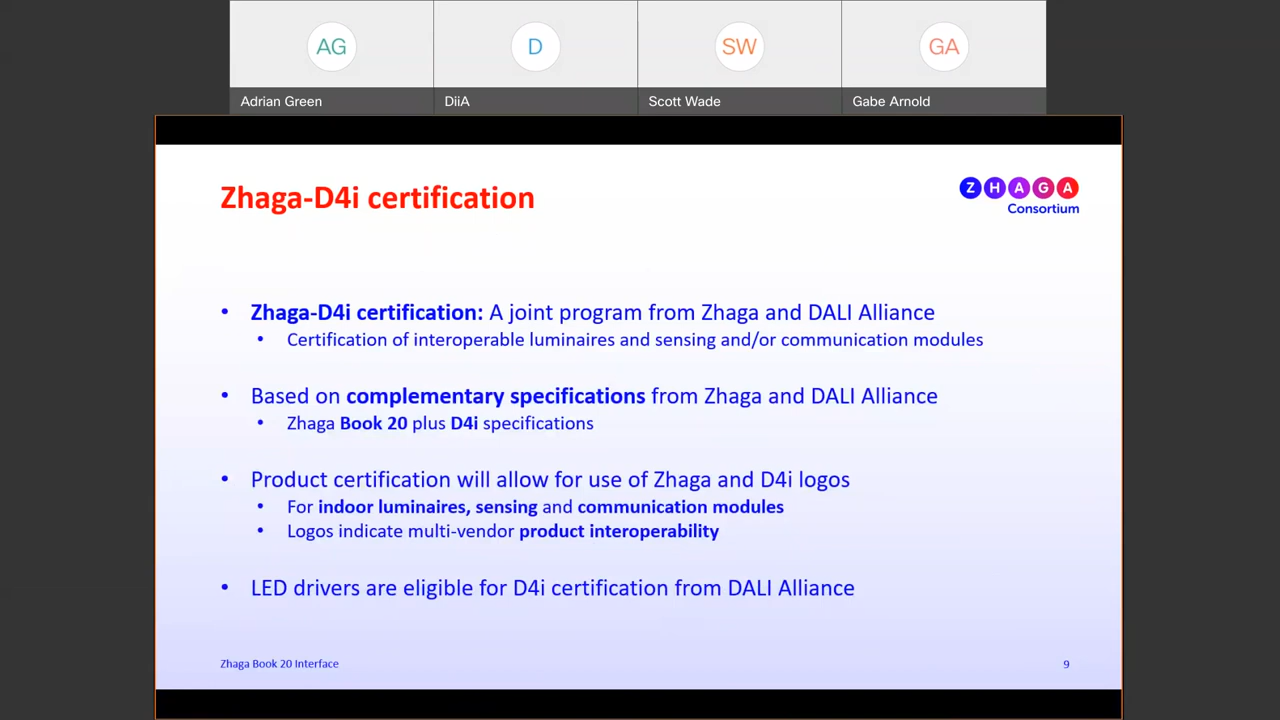 AG
D
SW
GA
Adrian Green
DiiA
Scott Wade
Gabe Arnold
Zhaga-D4i certification
ZHAGA
Consortium
• Zhaga-D4i certification: A joint program from Zhaga and DALI Alliance
• Certification of interoperable luminaires and sensing and/or communication modules
• Based on complementary specifications from Zhaga and DALI Alliance
• Zhaga Book 20 plus D4i specifications
• Product certification will allow for use of Zhaga and D4i logos
• For indoor luminaires, sensing and communication modules
• Logos indicate multi-vendor product interoperability
• LED drivers are eligible for D4i certification from DALI Alliance
Zhaga Book 20 Interface
9